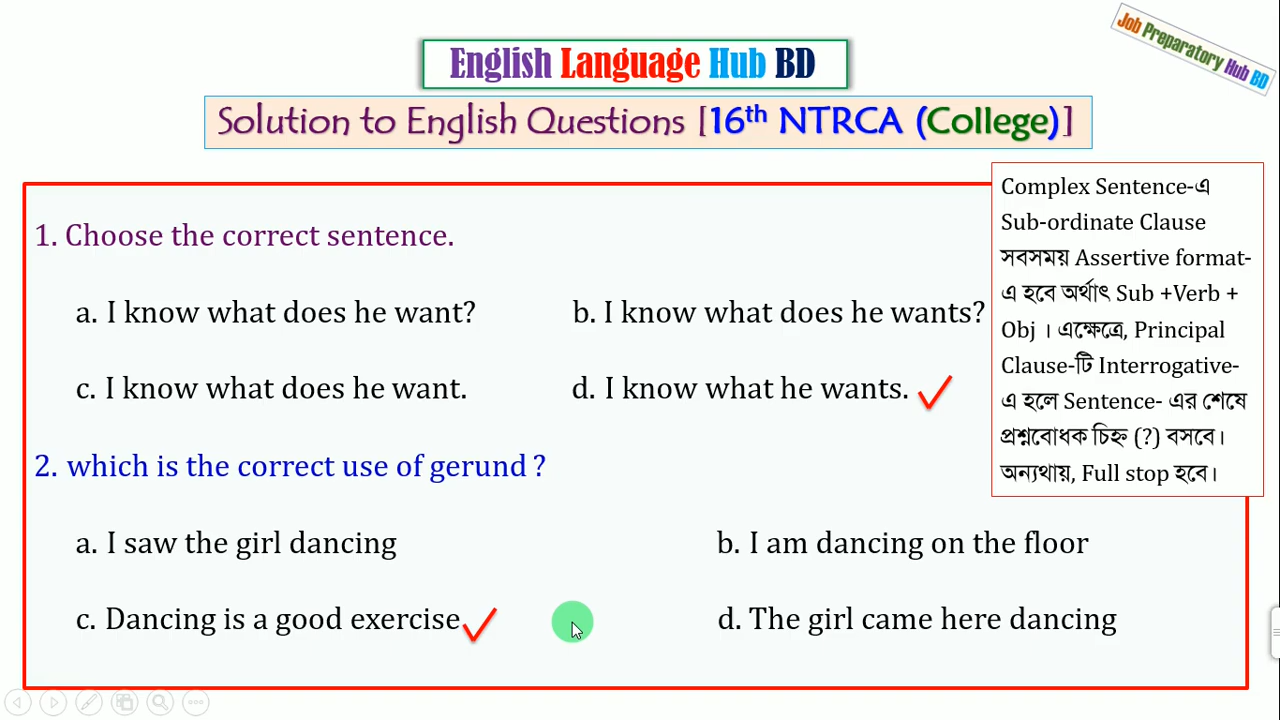 Job Preparatory Hub BD
English Language Hub BD
Solution to English Questions [16th NTRCA (College)]
1. Choose the correct sentence.
a. I know what does he want?
b. I know what does he wants?
c. I know what does he want.
d. I know what he wants.
2. which is the correct use of gerund ?
a. I saw the girl dancing
b. I am dancing on the floor
c. Dancing is a good exercise
d. The girl came here dancing
Complex Sentence-এ
Sub-ordinate Clause
সবসময় Assertive format-
এ হবে অর্থাৎ Sub +Verb +
Obj । এক্ষেত্রে, Principal
Clause-টি Interrogative-
এ হলে Sentence- এর শেষে
প্রশ্নবোধক চিহ্ন (?) বসবে।
অন্যথায়, Full stop হবে।